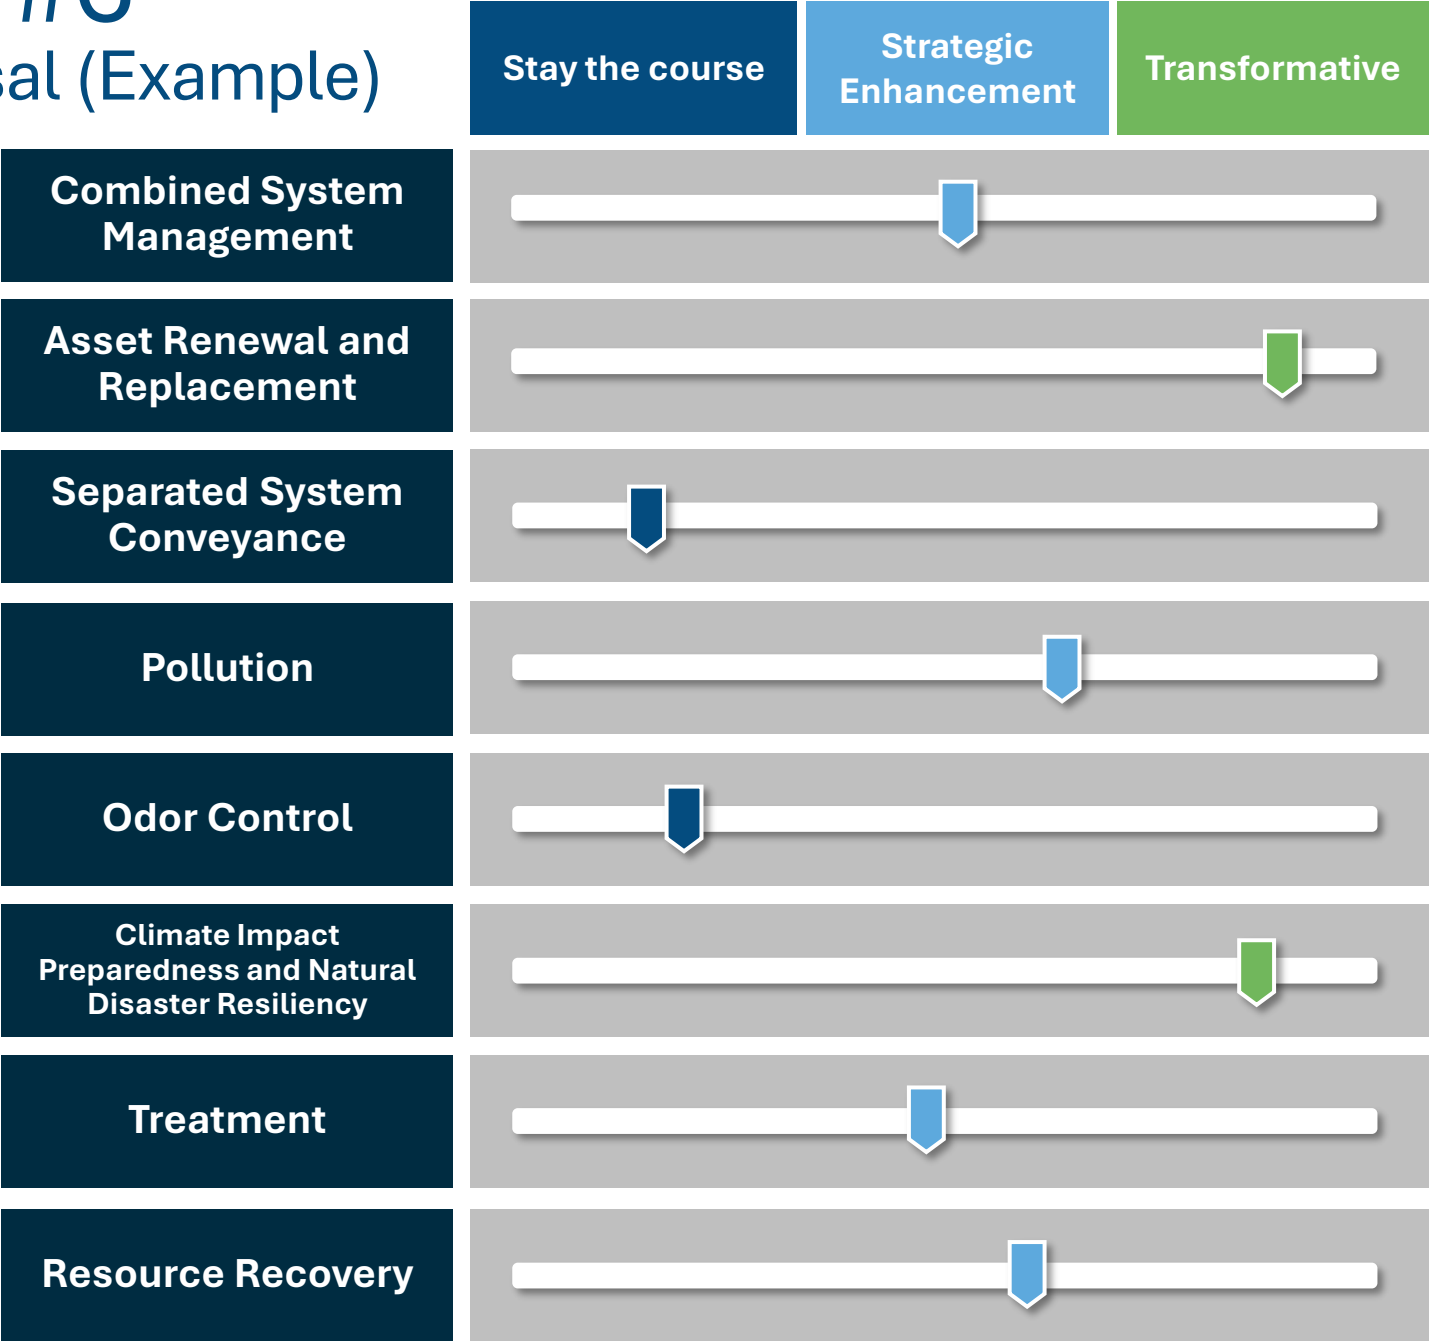 (Example)
Stay the course
Strategic
Enhancement
Transformative
Combined System
Management
Asset Renewal and
Replacement
Separated System
Conveyance
Pollution
Odor Control
Climate Impact
Preparedness and Natural
Disaster Resiliency
Treatment
Resource Recovery